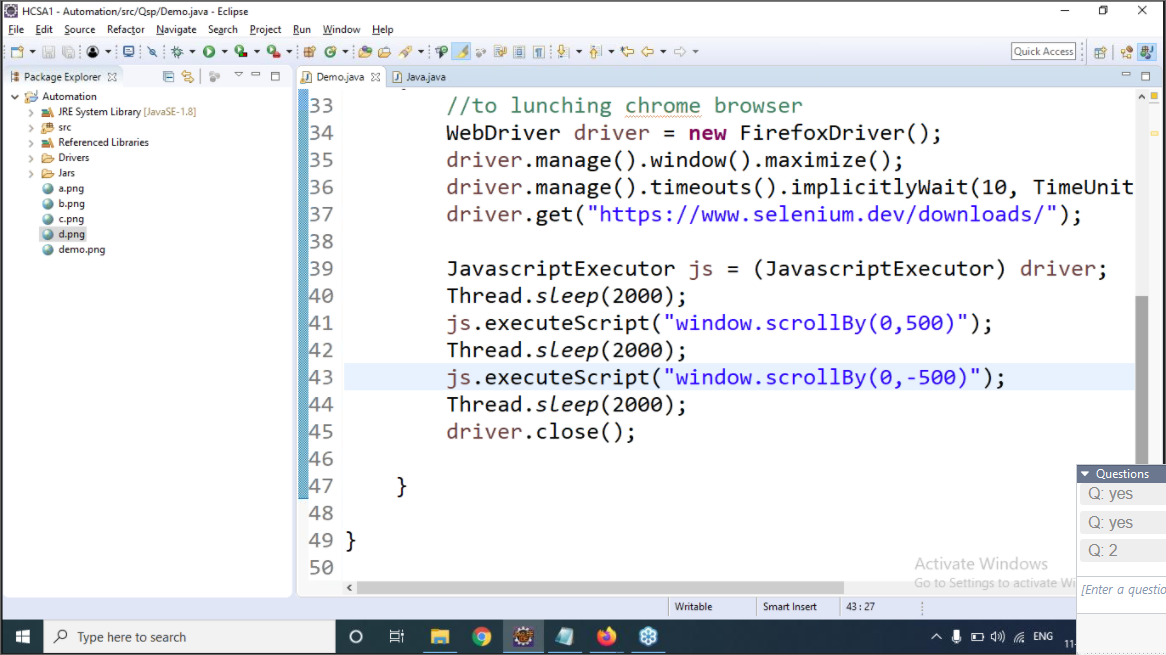 HCSA1 - Automation/src/Qsp/Demo.java - Eclipse
File Edit Source Refactor Navigate Search Project Run Window Help
Quick Access
Package Explorer
Demo.java Java.java
Automation
JRE System Library [JavaSE-1.8]
src
Referenced Libraries
Drivers
Jars
a.png
b.png
c.png
d.png
demo.png
33 //to lunching chrome browser
34 WebDriver driver = new FirefoxDriver();
35 driver.manage().window().maximize();
36 driver.manage().timeouts().implicitlyWait(10, TimeUnit
37 driver.get("https://www.selenium.dev/downloads/");
38
39 JavascriptExecutor js = (JavascriptExecutor) driver;
40 Thread.sleep(2000);
41 js.executeScript("window.scrollBy(0,500)");
42 Thread.sleep(2000);
43 js.executeScript("window.scrollBy(0,-500)");
44 Thread.sleep(2000);
45 driver.close();
46
47 }
48
49 }
50
Questions
Q: yes
Q: yes
Q: 2
[Enter a questio
Activate Windows
Go to Settings to activate Wi
Writable Smart Insert 43 : 27
Type here to search
ENG
11